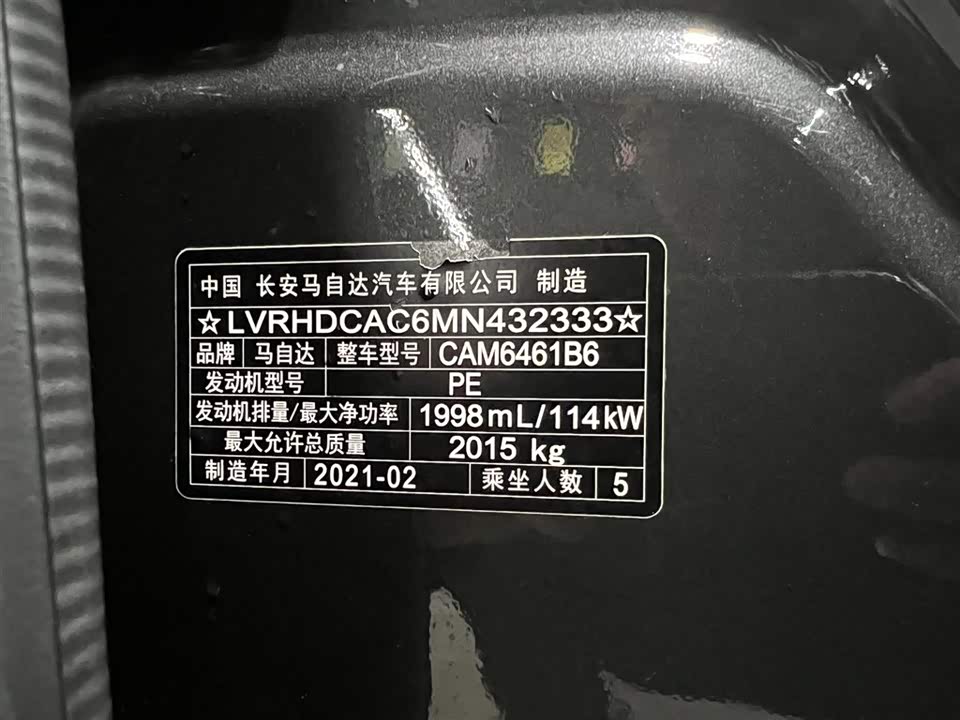 中国 长安马自达汽车有限公司 制造
☆LVRHDCAC6MN432333☆
品牌 马自达 整车型号 CAM6461B6
发动机型号 PE
发动机排量/最大净功率 1998mL/114kW
最大允许总质量 2015 kg
制造年月 2021-02 乘坐人数 5